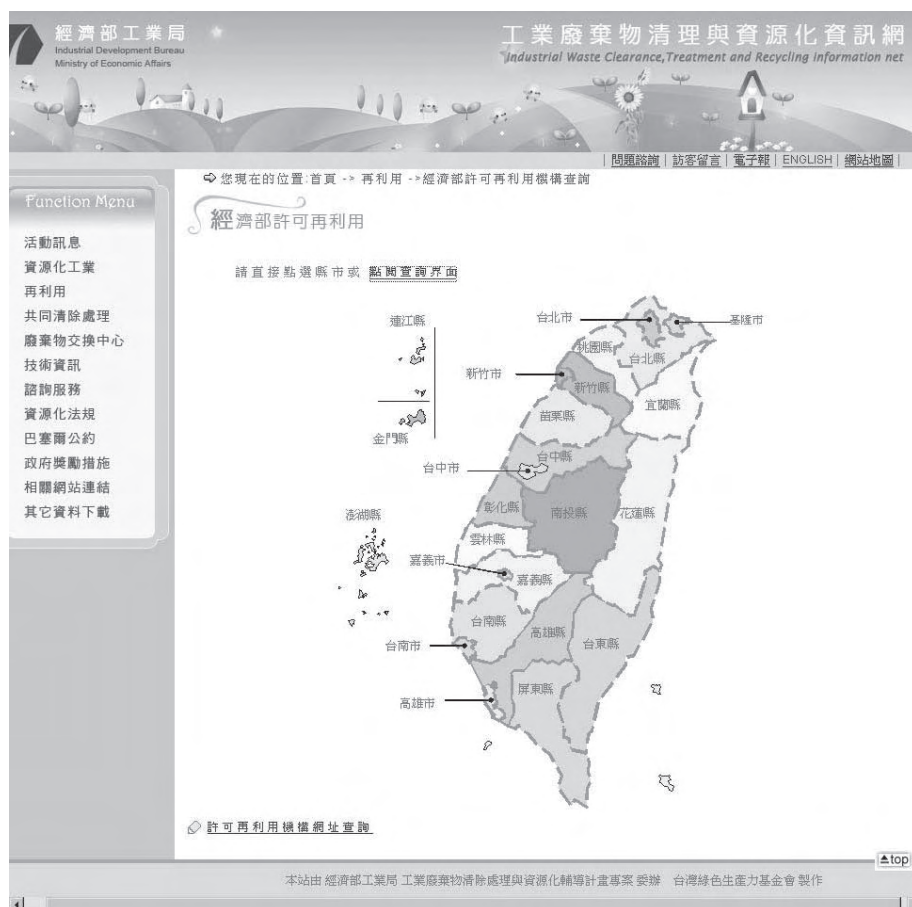 經濟部工業局
Industrial Development Bureau
Ministry of Economic Affairs
工業廢棄物清理與資源化資訊網
Industrial Waste Clearance,Treatment and Recycling information net
| 問題諮詢 | 訪客留言 | 電子報 | ENGLISH | 網站地圖 |
您現在的位置:首頁 -> 再利用 ->經濟部許可再利用機構查詢
Function Menu
活動訊息
資源化工業
再利用
共同清除處理
廢棄物交換中心
技術資訊
諮詢服務
資源化法規
巴塞爾公約
政府獎勵措施
相關網站連結
其它資料下載
經濟部許可再利用
請直接點選縣市或 點閱查詢界面
連江縣
金門縣
澎湖縣
台北市
基隆市
桃園縣
台北縣
新竹市
新竹縣
宜蘭縣
苗栗縣
台中縣
台中市
彰化縣
南投縣
花蓮縣
雲林縣
嘉義市
嘉義縣
台南縣
高雄縣
台東縣
台南市
屏東縣
高雄市
許可再利用機構網址查詢
top
本站由 經濟部工業局 工業廢棄物清除處理與資源化輔導計畫專案 委辦 台灣綠色生產力基金會 製作